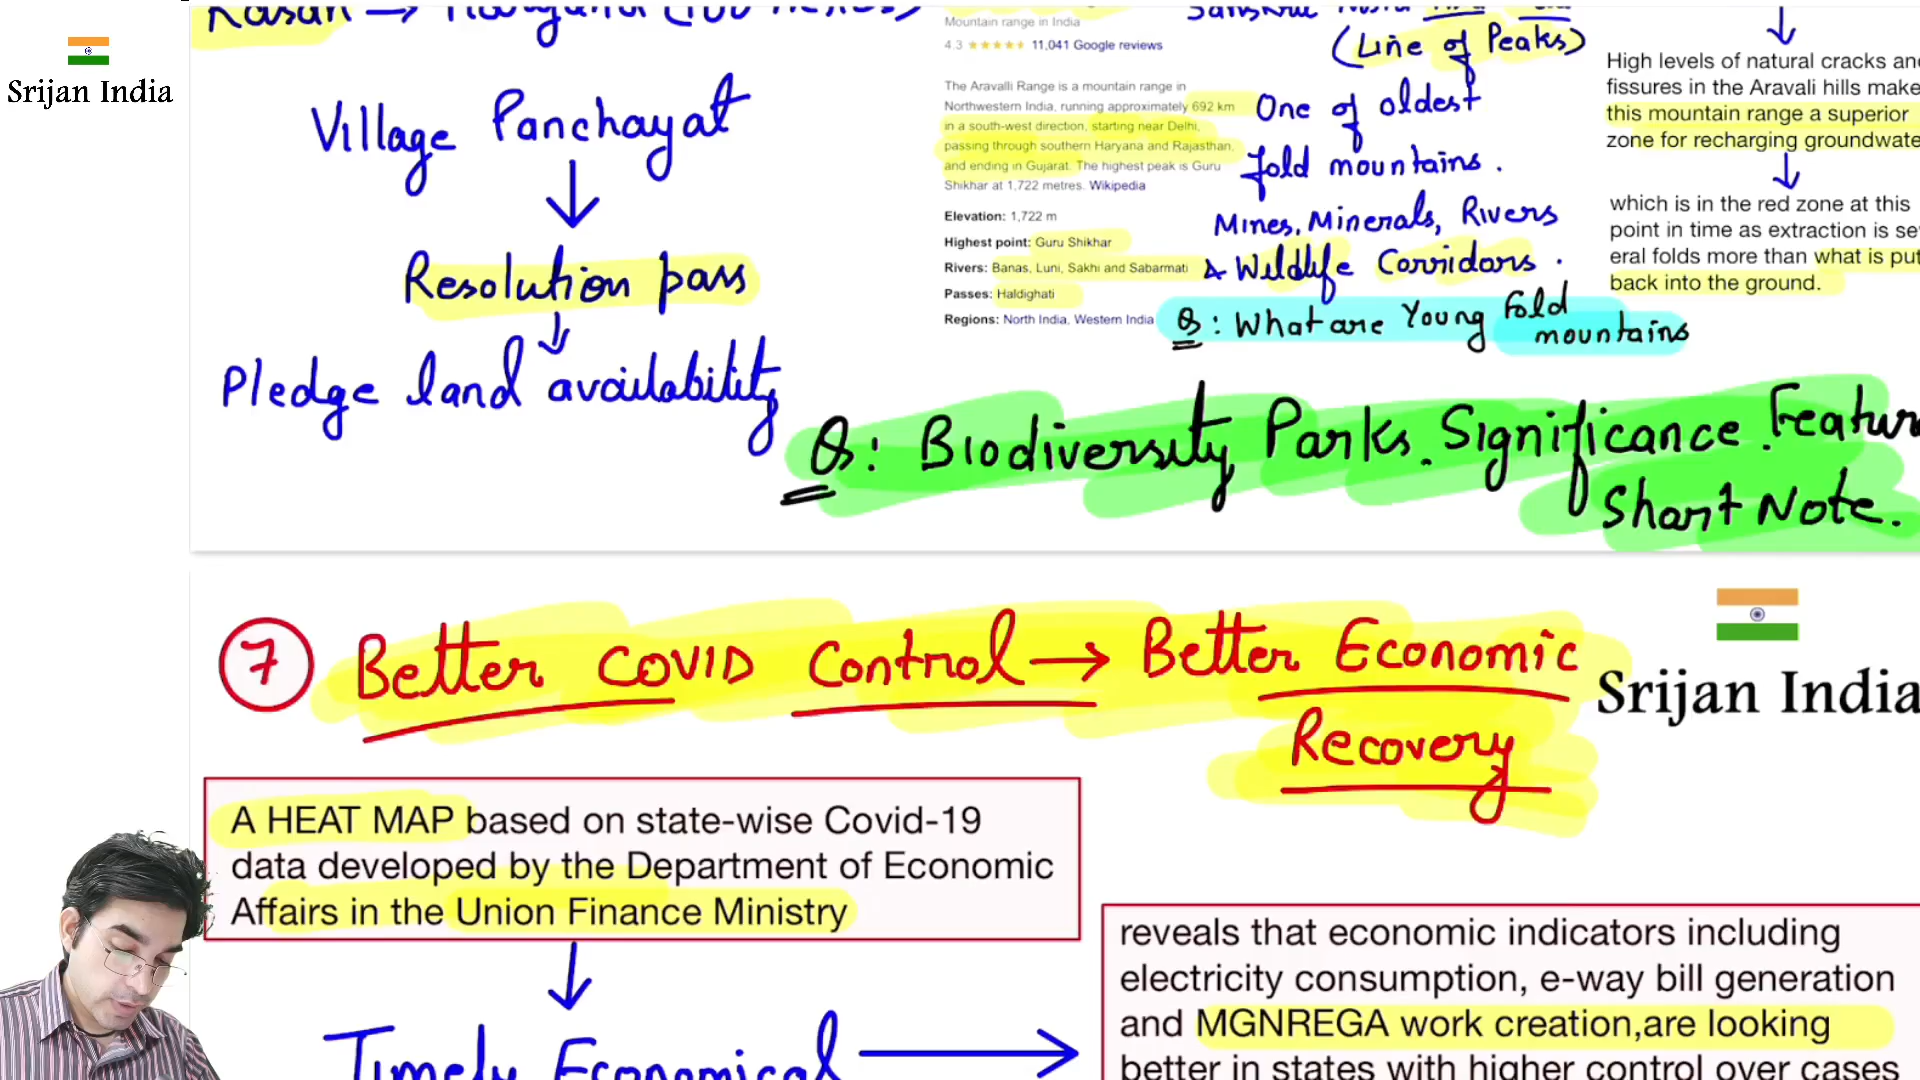 Srijan India
Village Panchayat
Resolution pass
Pledge land availability
Mountain range in India
4.3 ★★★★★ 11,041 Google reviews
The Aravalli Range is a mountain range in
Northwestern India, running approximately 692 km
in a south-west direction, starting near Delhi,
passing through southern Haryana and Rajasthan,
and ending in Gujarat. The highest peak is Guru
Shikhar at 1,722 metres. Wikipedia
Elevation: 1,722 m
Highest point: Guru Shikhar
Rivers: Banas, Luni, Sakhi and Sabarmati
Passes: Haldighati
Regions: North India, Western India
(Line of Peaks)
One of oldest
fold mountains.
Mines, Minerals, Rivers
& Wildlife Corridors.
Q: What are Young Fold
mountains
High levels of natural cracks and
fissures in the Aravali hills make
this mountain range a superior
zone for recharging groundwate
which is in the red zone at this
point in time as extraction is se
eral folds more than what is put
back into the ground.
Q: Biodiversity Parks. Significance. Featur
Short Note.
7 Better COVID Control → Better Economic
Recovery
Srijan India
A HEAT MAP based on state-wise Covid-19
data developed by the Department of Economic
Affairs in the Union Finance Ministry
Timely Economical
reveals that economic indicators including
electricity consumption, e-way bill generation
and MGNREGA work creation,are looking
better in states with higher control over cases